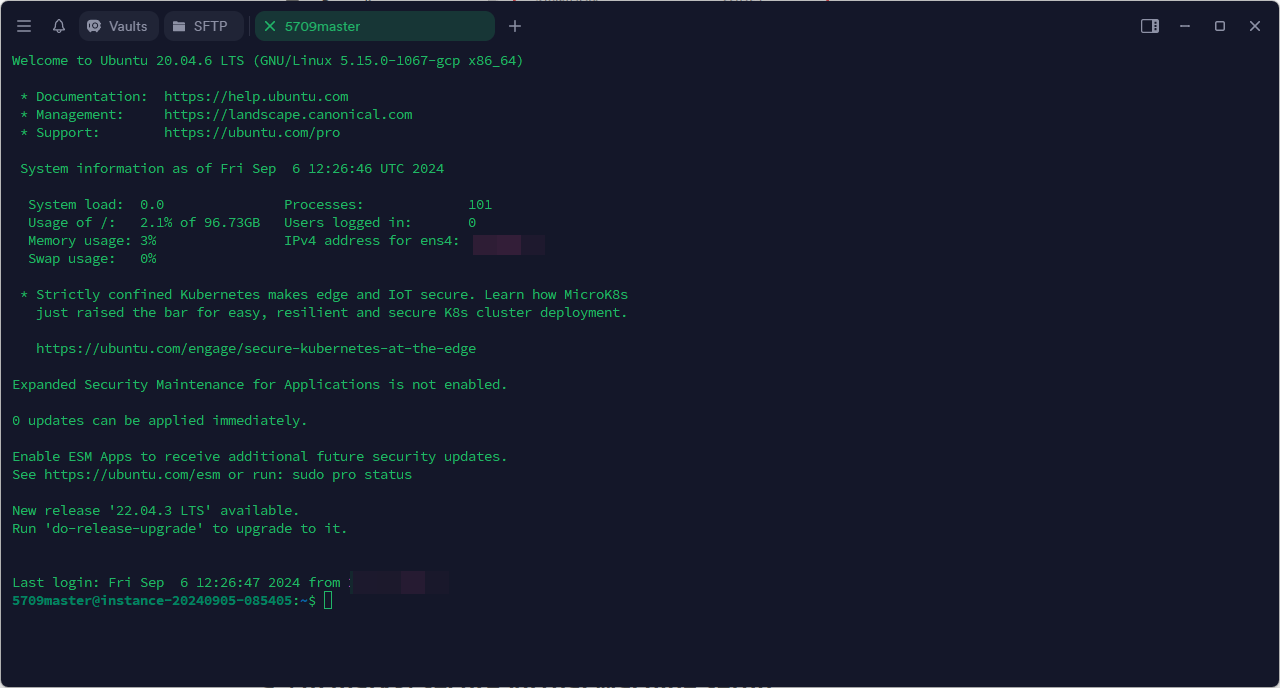 Vaults SFTP 5709master
Welcome to Ubuntu 20.04.6 LTS (GNU/Linux 5.15.0-1067-gcp x86_64)
* Documentation: https://help.ubuntu.com
* Management: https://landscape.canonical.com
* Support: https://ubuntu.com/pro
System information as of Fri Sep 6 12:26:46 UTC 2024
System load: 0.0 Processes: 101
Usage of /: 2.1% of 96.73GB Users logged in: 0
Memory usage: 3% IPv4 address for ens4:
Swap usage: 0%
* Strictly confined Kubernetes makes edge and IoT secure. Learn how MicroK8s
just raised the bar for easy, resilient and secure K8s cluster deployment.
https://ubuntu.com/engage/secure-kubernetes-at-the-edge
Expanded Security Maintenance for Applications is not enabled.
0 updates can be applied immediately.
Enable ESM Apps to receive additional future security updates.
See https://ubuntu.com/esm or run: sudo pro status
New release '22.04.3 LTS' available.
Run 'do-release-upgrade' to upgrade to it.
Last login: Fri Sep 6 12:26:47 2024 from
5709master@instance-20240905-085405:~$